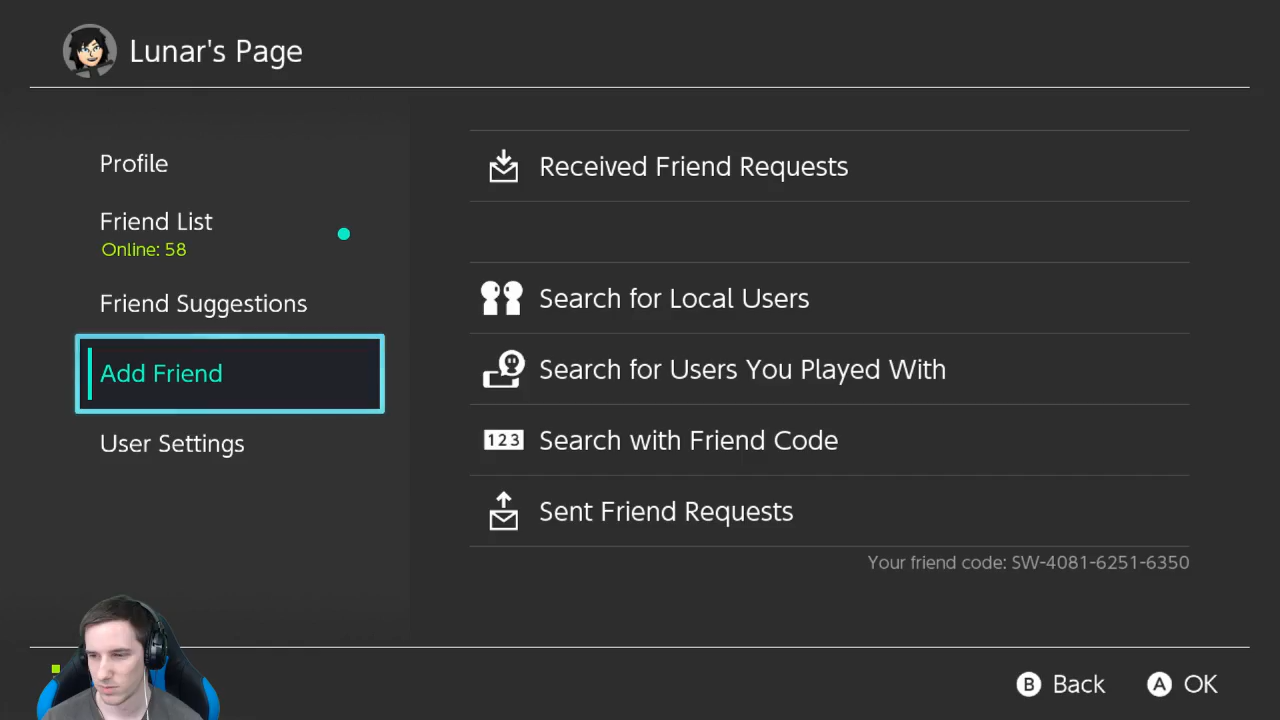 Lunar's Page
Profile
Friend List
Online: 58
Friend Suggestions
Add Friend
User Settings
Received Friend Requests
Search for Local Users
Search for Users You Played With
123 Search with Friend Code
Sent Friend Requests
Your friend code: SW-4081-6251-6350
B Back A OK